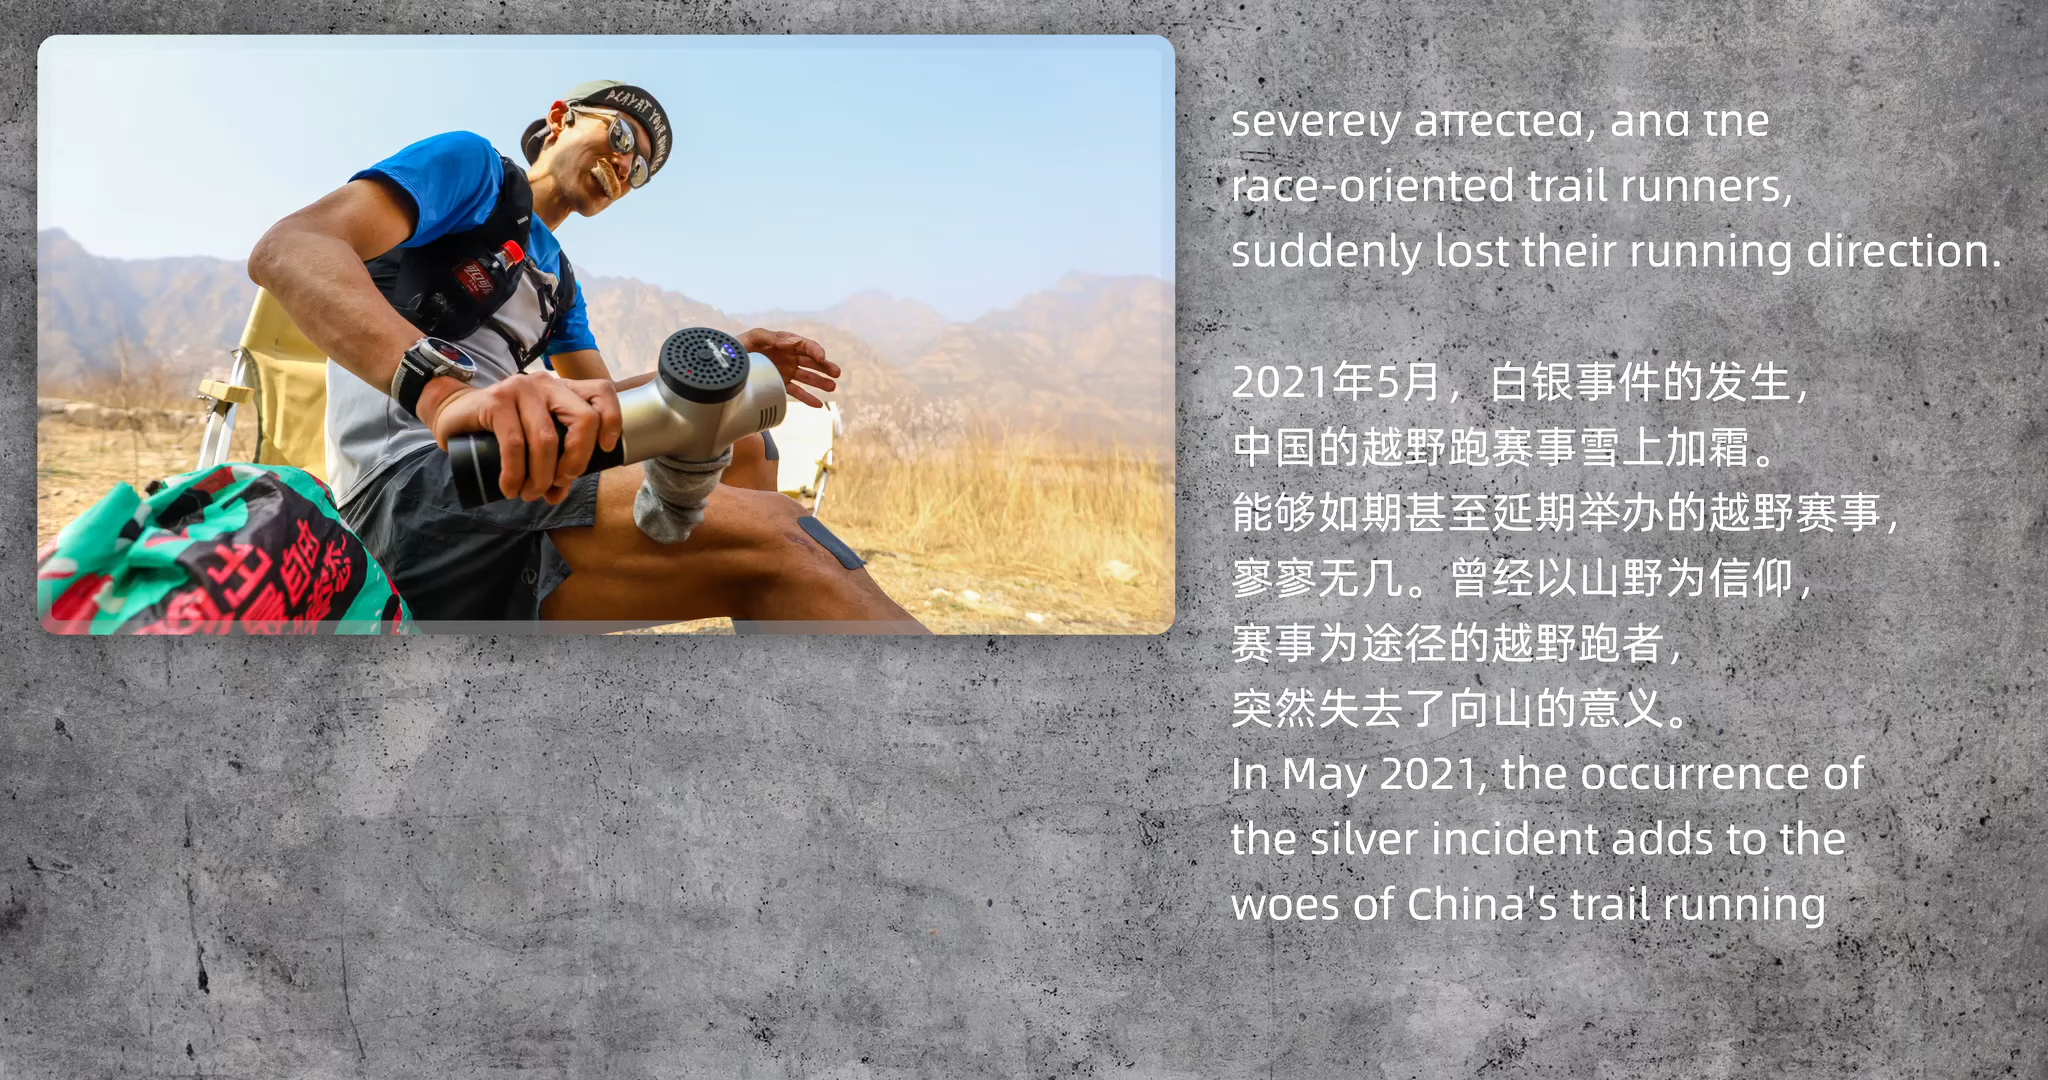 severely affected, and the
race-oriented trail runners,
suddenly lost their running direction.
2021年5月，白银事件的发生，
中国的越野跑赛事雪上加霜。
能够如期甚至延期举办的越野赛事，
寥寥无几。曾经以山野为信仰，
赛事为途径的越野跑者，
突然失去了向山的意义。
In May 2021, the occurrence of
the silver incident adds to the
woes of China's trail running